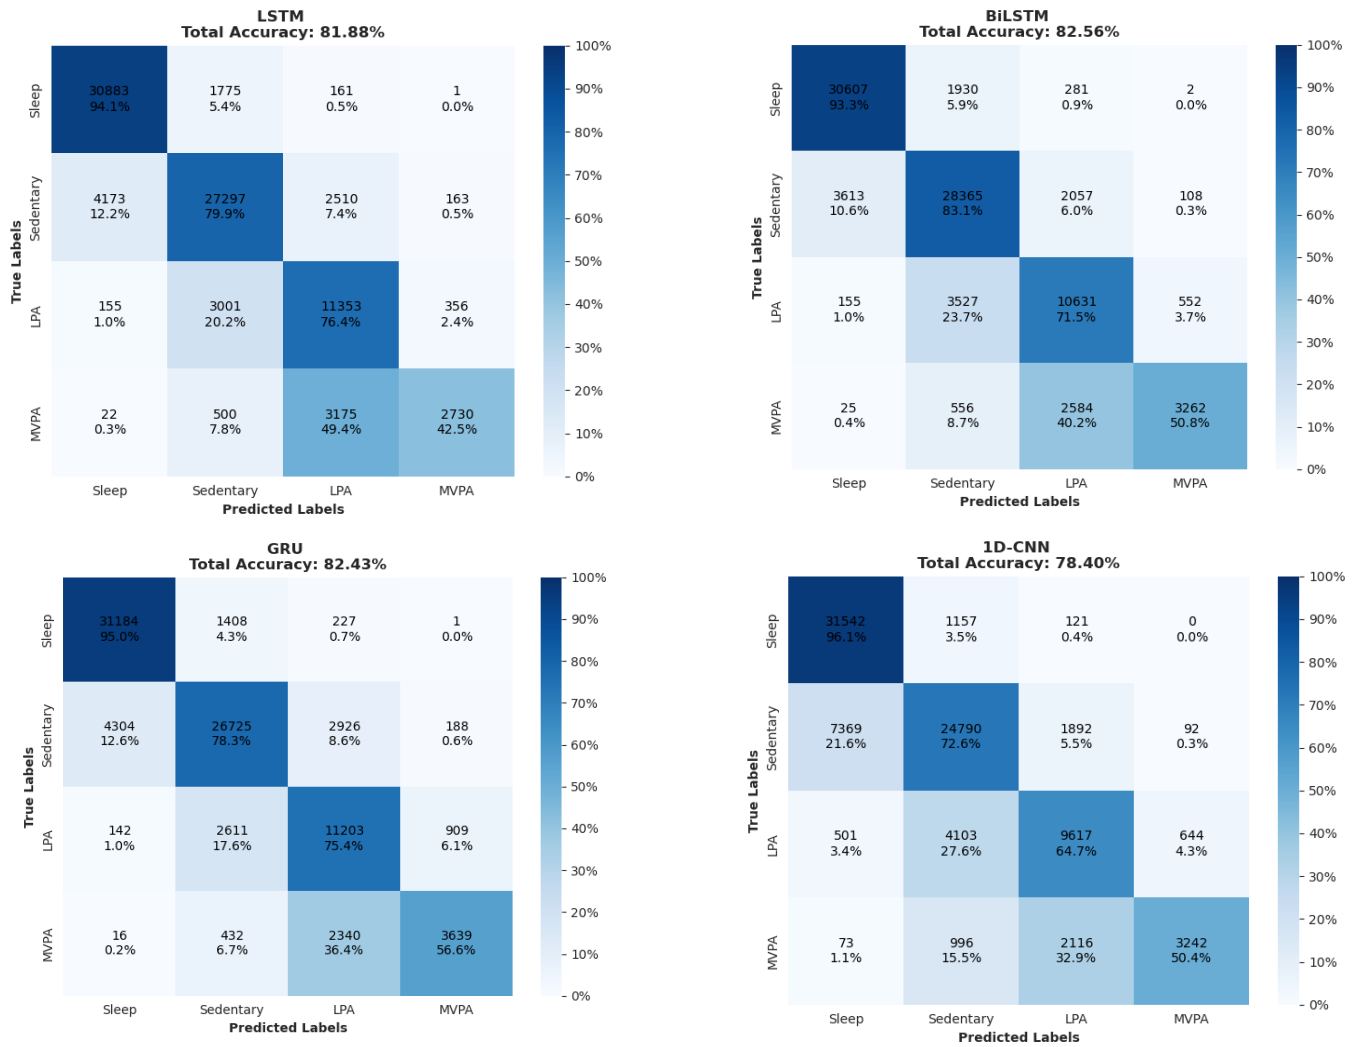 LSTM
Total Accuracy: 81.88%
True Labels
Sleep
30883 1775 161 1
94.1% 5.4% 0.5% 0.0%
Sedentary
4173 27297 2510 163
12.2% 79.9% 7.4% 0.5%
LPA
155 3001 11353 356
1.0% 20.2% 76.4% 2.4%
MVPA
22 500 3175 2730
0.3% 7.8% 49.4% 42.5%
Sleep Sedentary LPA MVPA
Predicted Labels
100%
90%
80%
70%
60%
50%
40%
30%
20%
10%
0%
BiLSTM
Total Accuracy: 82.56%
True Labels
Sleep
30607 1930 281 2
93.3% 5.9% 0.9% 0.0%
Sedentary
3613 28365 2057 108
10.6% 83.1% 6.0% 0.3%
LPA
155 3527 10631 552
1.0% 23.7% 71.5% 3.7%
MVPA
25 556 2584 3262
0.4% 8.7% 40.2% 50.8%
Sleep Sedentary LPA MVPA
Predicted Labels
100%
90%
80%
70%
60%
50%
40%
30%
20%
10%
0%
GRU
Total Accuracy: 82.43%
True Labels
Sleep
31184 1408 227 1
95.0% 4.3% 0.7% 0.0%
Sedentary
4304 26725 2926 188
12.6% 78.3% 8.6% 0.6%
LPA
142 2611 11203 909
1.0% 17.6% 75.4% 6.1%
MVPA
16 432 2340 3639
0.2% 6.7% 36.4% 56.6%
Sleep Sedentary LPA MVPA
Predicted Labels
100%
90%
80%
70%
60%
50%
40%
30%
20%
10%
0%
1D-CNN
Total Accuracy: 78.40%
True Labels
Sleep
31542 1157 121 0
96.1% 3.5% 0.4% 0.0%
Sedentary
7369 24790 1892 92
21.6% 72.6% 5.5% 0.3%
LPA
501 4103 9617 644
3.4% 27.6% 64.7% 4.3%
MVPA
73 996 2116 3242
1.1% 15.5% 32.9% 50.4%
Sleep Sedentary LPA MVPA
Predicted Labels
100%
90%
80%
70%
60%
50%
40%
30%
20%
10%
0%